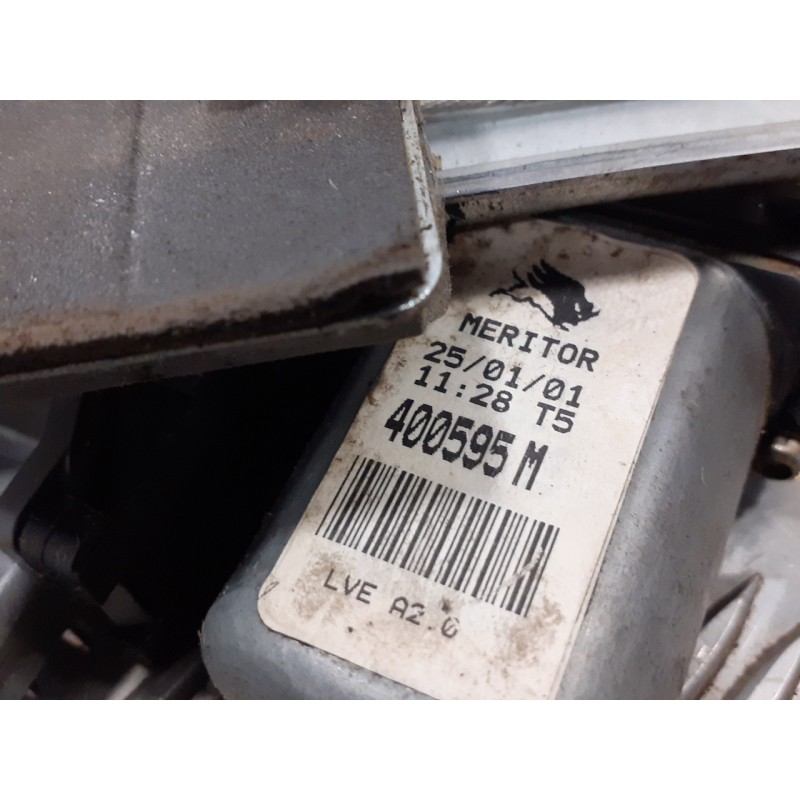 MERITOR
25/01/01
11:28 T5
400595 M
LVE A2.0